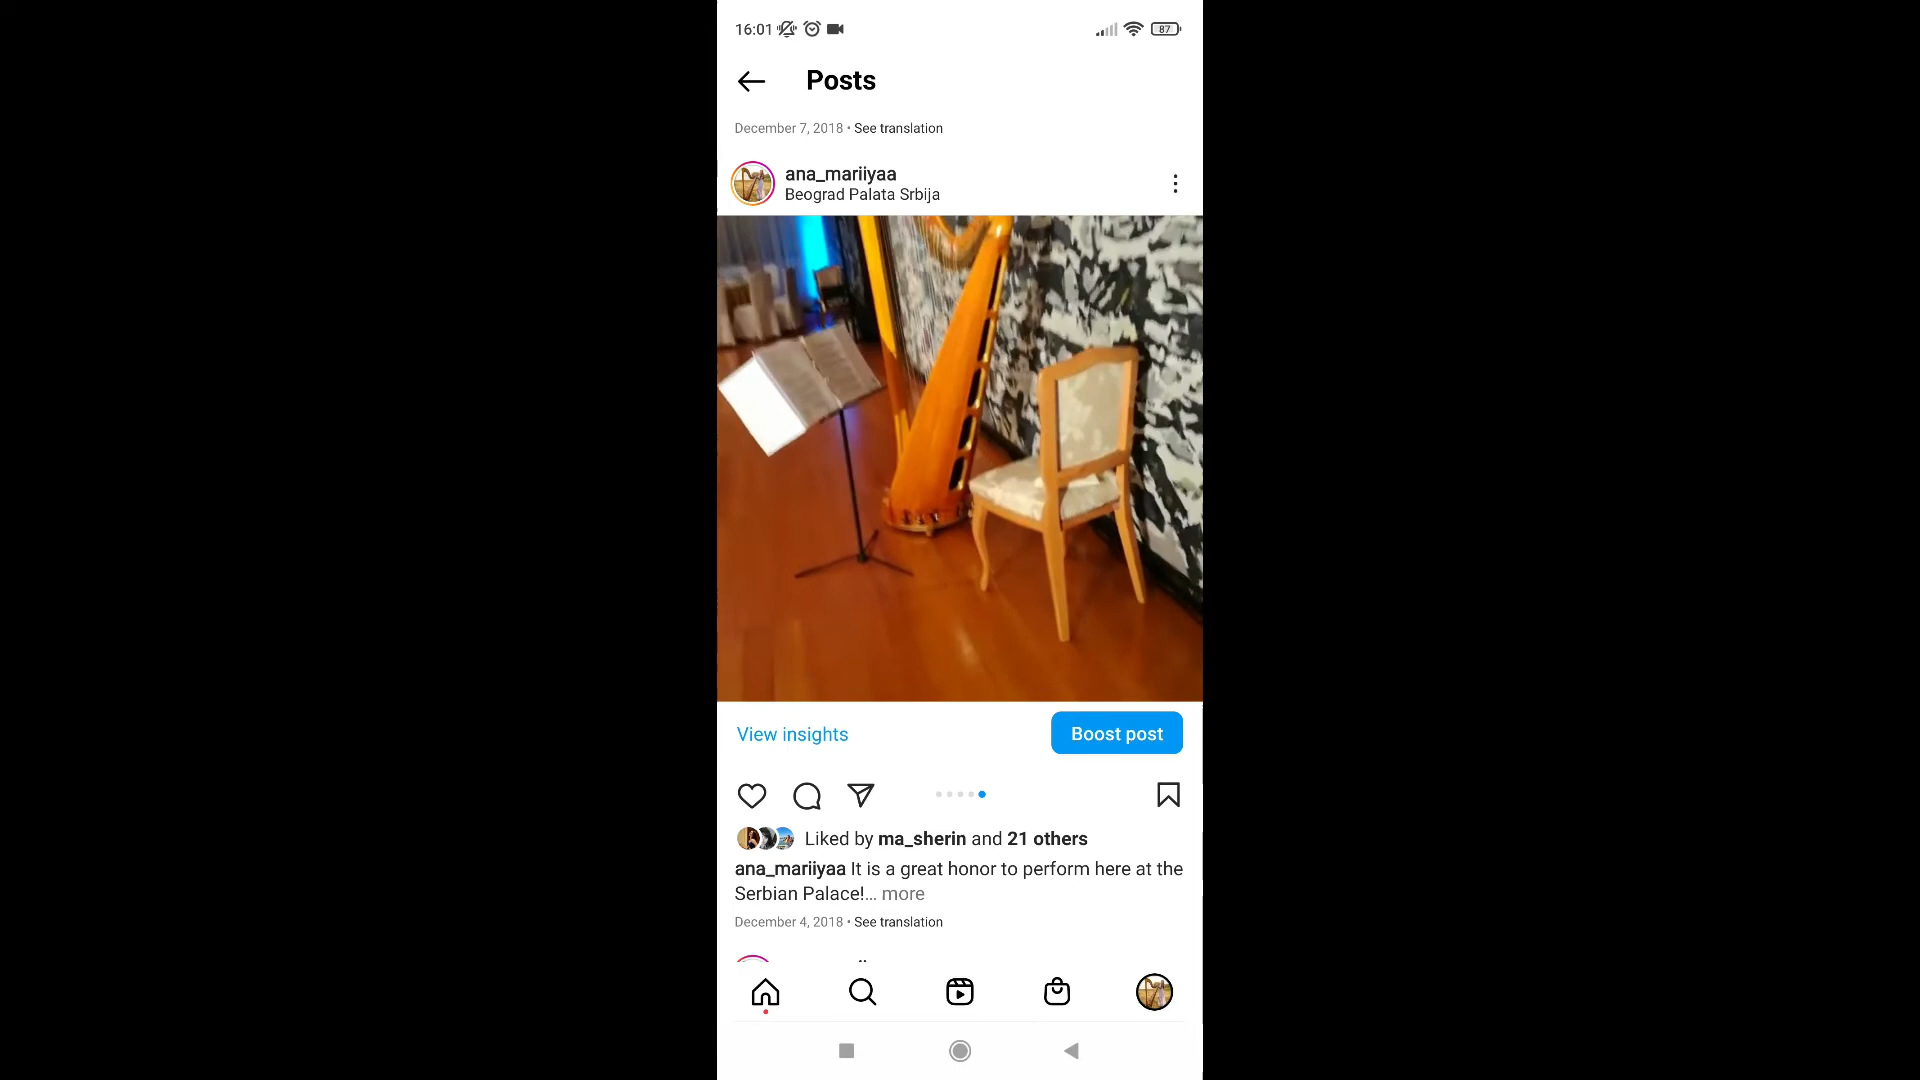 16:01
87
Posts
December 7, 2018 • See translation
ana_mariiyaa
Beograd Palata Srbija
View insights
Boost post
Liked by ma_sherin and 21 others
ana_mariiyaa It is a great honor to perform here at the
Serbian Palace!... more
December 4, 2018 • See translation